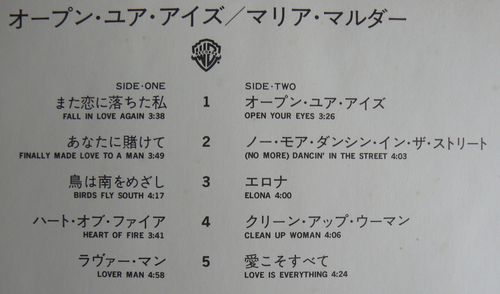 オープン・ユア・アイズ／マリア・マルダー
SIDE・ONE
SIDE・TWO
また恋に落ちた私 1 オープン・ユア・アイズ
FALL IN LOVE AGAIN 3:38 OPEN YOUR EYES 3:26
あなたに賭けて 2 ノー・モア・ダンシン・イン・ザ・ストリート
FINALLY MADE LOVE TO A MAN 3:49 (NO MORE) DANCIN' IN THE STREET 4:03
鳥は南をめざし 3 エロナ
BIRDS FLY SOUTH 4:17 ELONA 4:00
ハート・オブ・ファイア 4 クリーン・アップ・ウーマン
HEART OF FIRE 3:41 CLEAN UP WOMAN 4:06
ラヴァー・マン 5 愛こそすべて
LOVER MAN 4:58 LOVE IS EVERYTHING 4:24